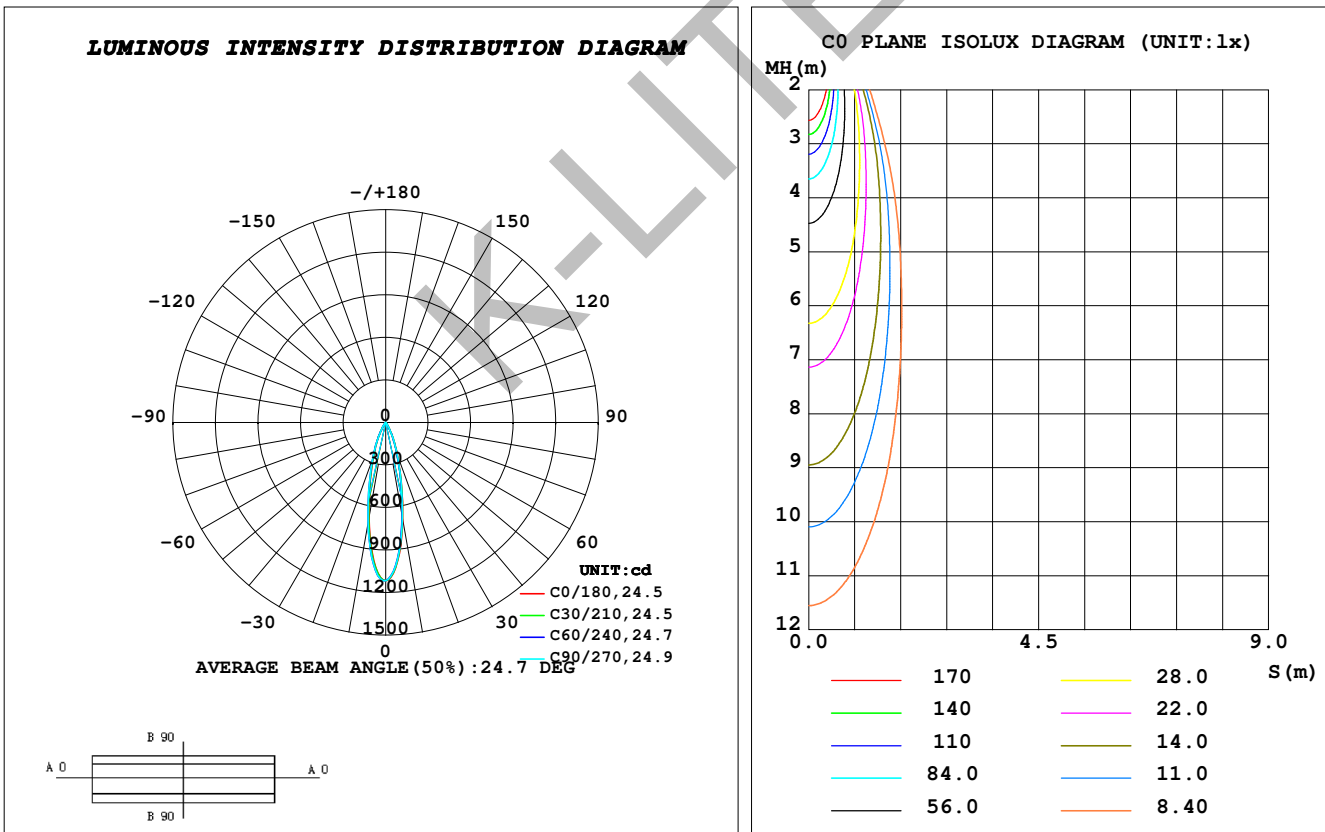 LUMINOUS INTENSITY DISTRIBUTION DIAGRAM
-/+180
-150
150
-120
120
-90
90
-60
60
-30
30
0
0
300
600
900
1200
1500
UNIT:cd
C0/180,24.5
C30/210,24.5
C60/240,24.7
C90/270,24.9
AVERAGE BEAM ANGLE(50%):24.7 DEG
B 90
A 0
A 0
B 90
K-LITE
C0 PLANE ISOLUX DIAGRAM (UNIT:lx)
MH(m)
2
3
4
5
6
7
8
9
10
11
12
0.0
4.5
9.0
S(m)
170
28.0
140
22.0
110
14.0
84.0
11.0
56.0
8.40